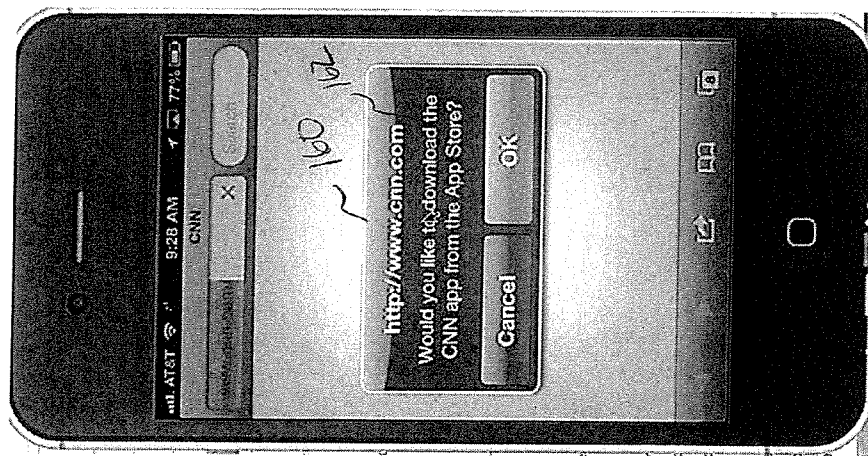 AT&T 9:28 AM 77%
CNN
Search
160 162
http://www.cnn.com
Would you like to download the
CNN app from the App Store?
Cancel OK
8